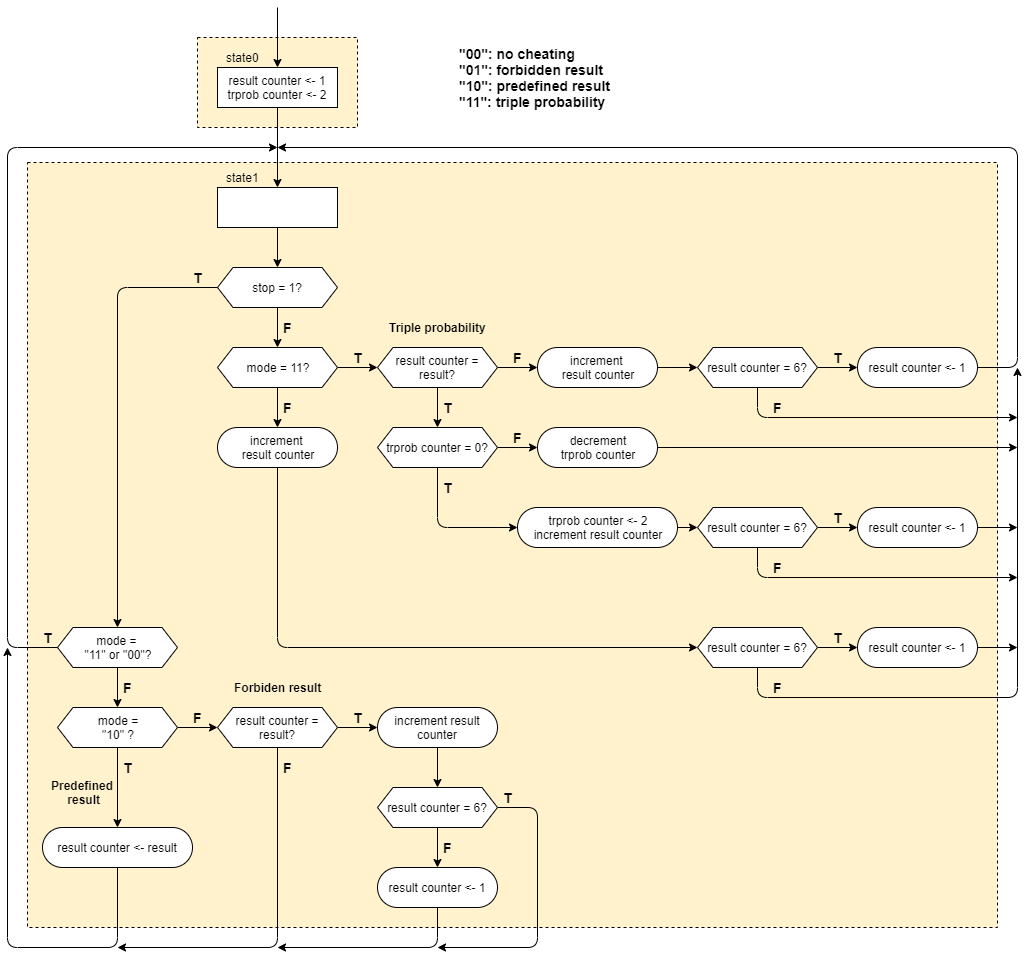 state0
result counter <- 1
trprob counter <- 2
"00": no cheating
"01": forbidden result
"10": predefined result
"11": triple probability
state1
T
stop = 1?
F
Triple probability
mode = 11?
T
result counter =
result?
F
increment
result counter
result counter = 6?
T
result counter <- 1
F
T
F
increment
result counter
trprob counter = 0?
F
decrement
trprob counter
T
trprob counter <- 2
increment result counter
result counter = 6?
T
result counter <- 1
F
T
mode =
"11" or "00"?
result counter = 6?
T
result counter <- 1
F
F
Forbiden result
mode =
"10" ?
F
result counter =
result?
T
increment result
counter
T
F
Predefined
result
result counter = 6?
T
F
result counter <- result
result counter <- 1